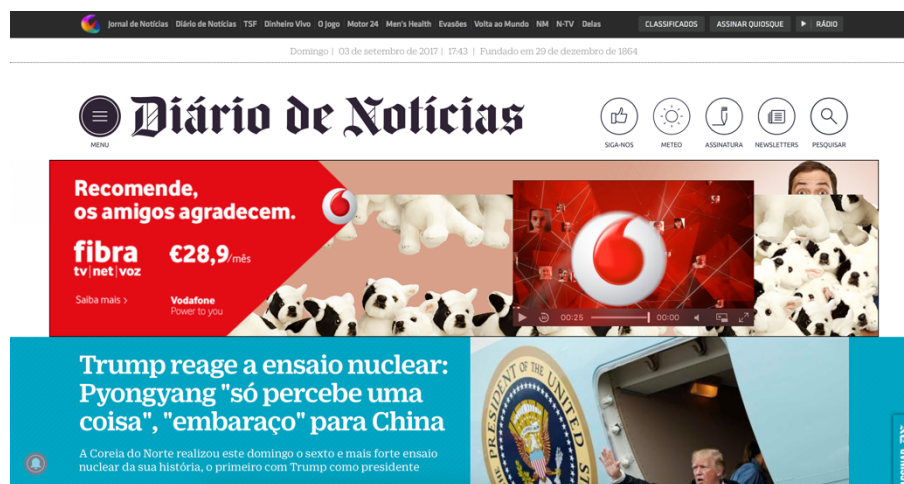 Jornal de Notícias Diário de Notícias TSF Dinheiro Vivo O Jogo Motor 24 Men's Health Evasões Volta ao Mundo NM N-TV Delas CLASSIFICADOS ASSINAR QUIOSQUE RÁDIO
Domingo | 03 de setembro de 2017 | 17:43 | Fundado em 29 de dezembro de 1864
Diário de Notícias
MENU SIGA-NOS METEO ASSINATURA NEWSLETTERS PESQUISAR
Recomende,
os amigos agradecem.
fibra €28,9/mês
tv|net|voz
Saiba mais > Vodafone
Power to you
00:25 00:00
Trump reage a ensaio nuclear:
Pyongyang "só percebe uma
coisa", "embaraço" para China
A Coreia do Norte realizou este domingo o sexto e mais forte ensaio
nuclear da sua história, o primeiro com Trump como presidente
PRESIDENT OF THE UNITED